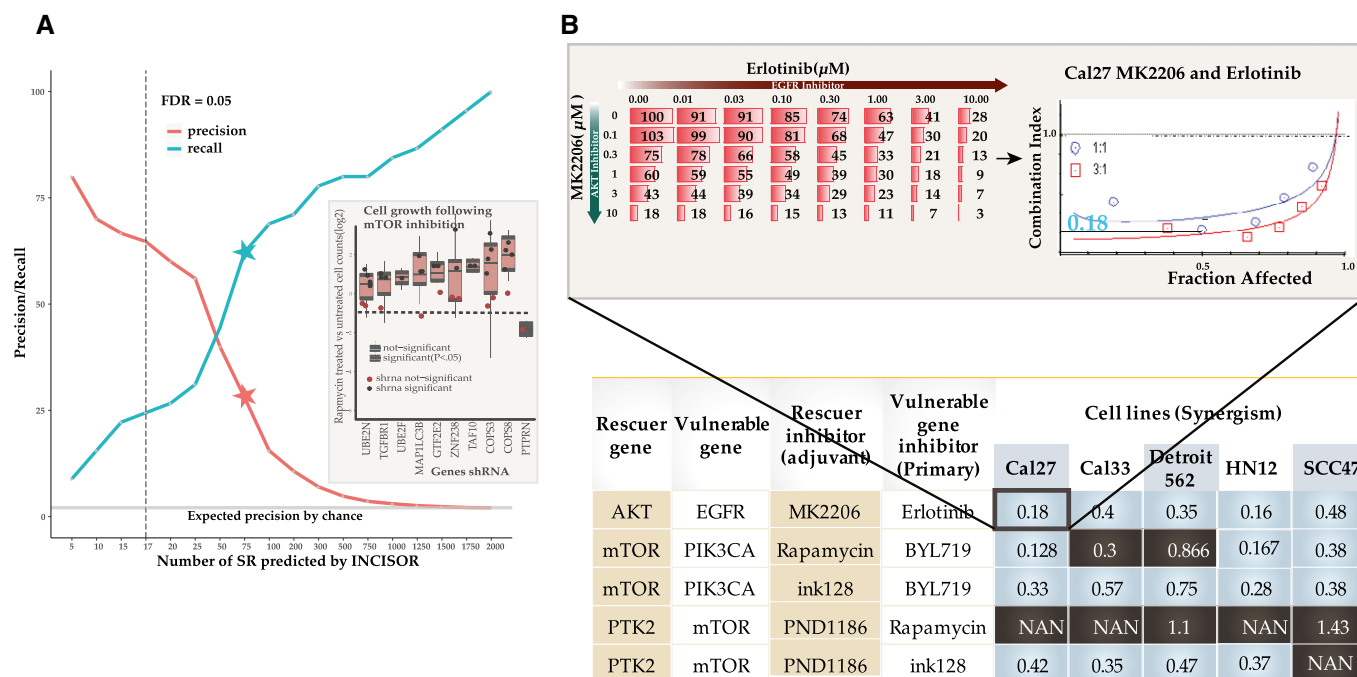 A
Precision/Recall
100
75
50
25
0
FDR = 0.05
precision
recall
Expected precision by chance
5 10 15 17 20 25 50 75 100 200 300 500 750 1000 1250 1500 1750 2000
Number of SR predicted by INCISOR
Cell growth following
mTOR inhibition
Rapmycin treated vs untreated cell counts(log2)
not-significant
significant(P<.05)
shrna not-significant
shrna significant
UBE2N
TGFBR1
UBE2F
MAP1LC3B
GTF2E2
ZNF238
TAF10
COPS3
COPS8
PTPRN
Genes shRNA
B
Erlotinib(µM)
EGFR Inhibitor
MK2206( µM )
AKT Inhibitor
0.00 0.01 0.03 0.10 0.30 1.00 3.00 10.00
0 100 91 91 85 74 63 41 28
0.1 103 99 90 81 68 47 30 20
0.3 75 78 66 58 45 33 21 13
1 60 59 55 49 39 30 18 9
3 43 44 39 34 29 23 14 7
10 18 18 16 15 13 11 7 3
Cal27 MK2206 and Erlotinib
Combination Index
1.0
1:1
3:1
0.18
0.5 1.0
Fraction Affected
Rescuer gene
Vulnerable gene
Rescuer inhibitor (adjuvant)
Vulnerable gene inhibitor (Primary)
Cell lines (Synergism)
Cal27 Cal33 Detroit 562 HN12 SCC47
AKT EGFR MK2206 Erlotinib 0.18 0.4 0.35 0.16 0.48
mTOR PIK3CA Rapamycin BYL719 0.128 0.3 0.866 0.167 0.38
mTOR PIK3CA ink128 BYL719 0.33 0.57 0.75 0.28 0.38
PTK2 mTOR PND1186 Rapamycin NAN NAN 1.1 NAN 1.43
PTK2 mTOR PND1186 ink128 0.42 0.35 0.47 0.37 NAN